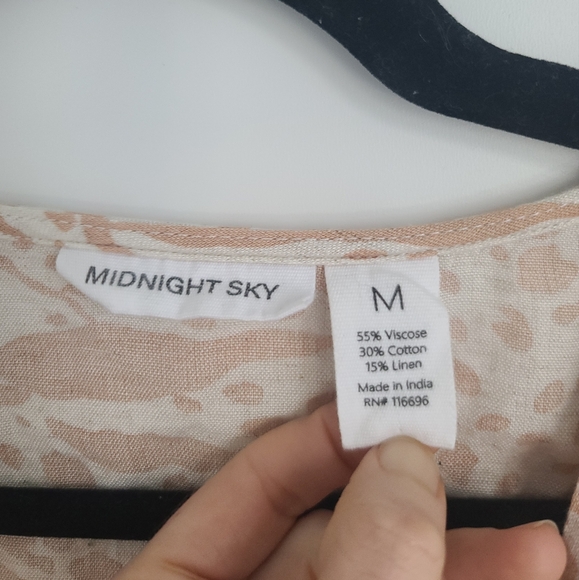 MIDNIGHT SKY
M
55% Viscose
30% Cotton
15% Linen
Made in India
RN# 116696